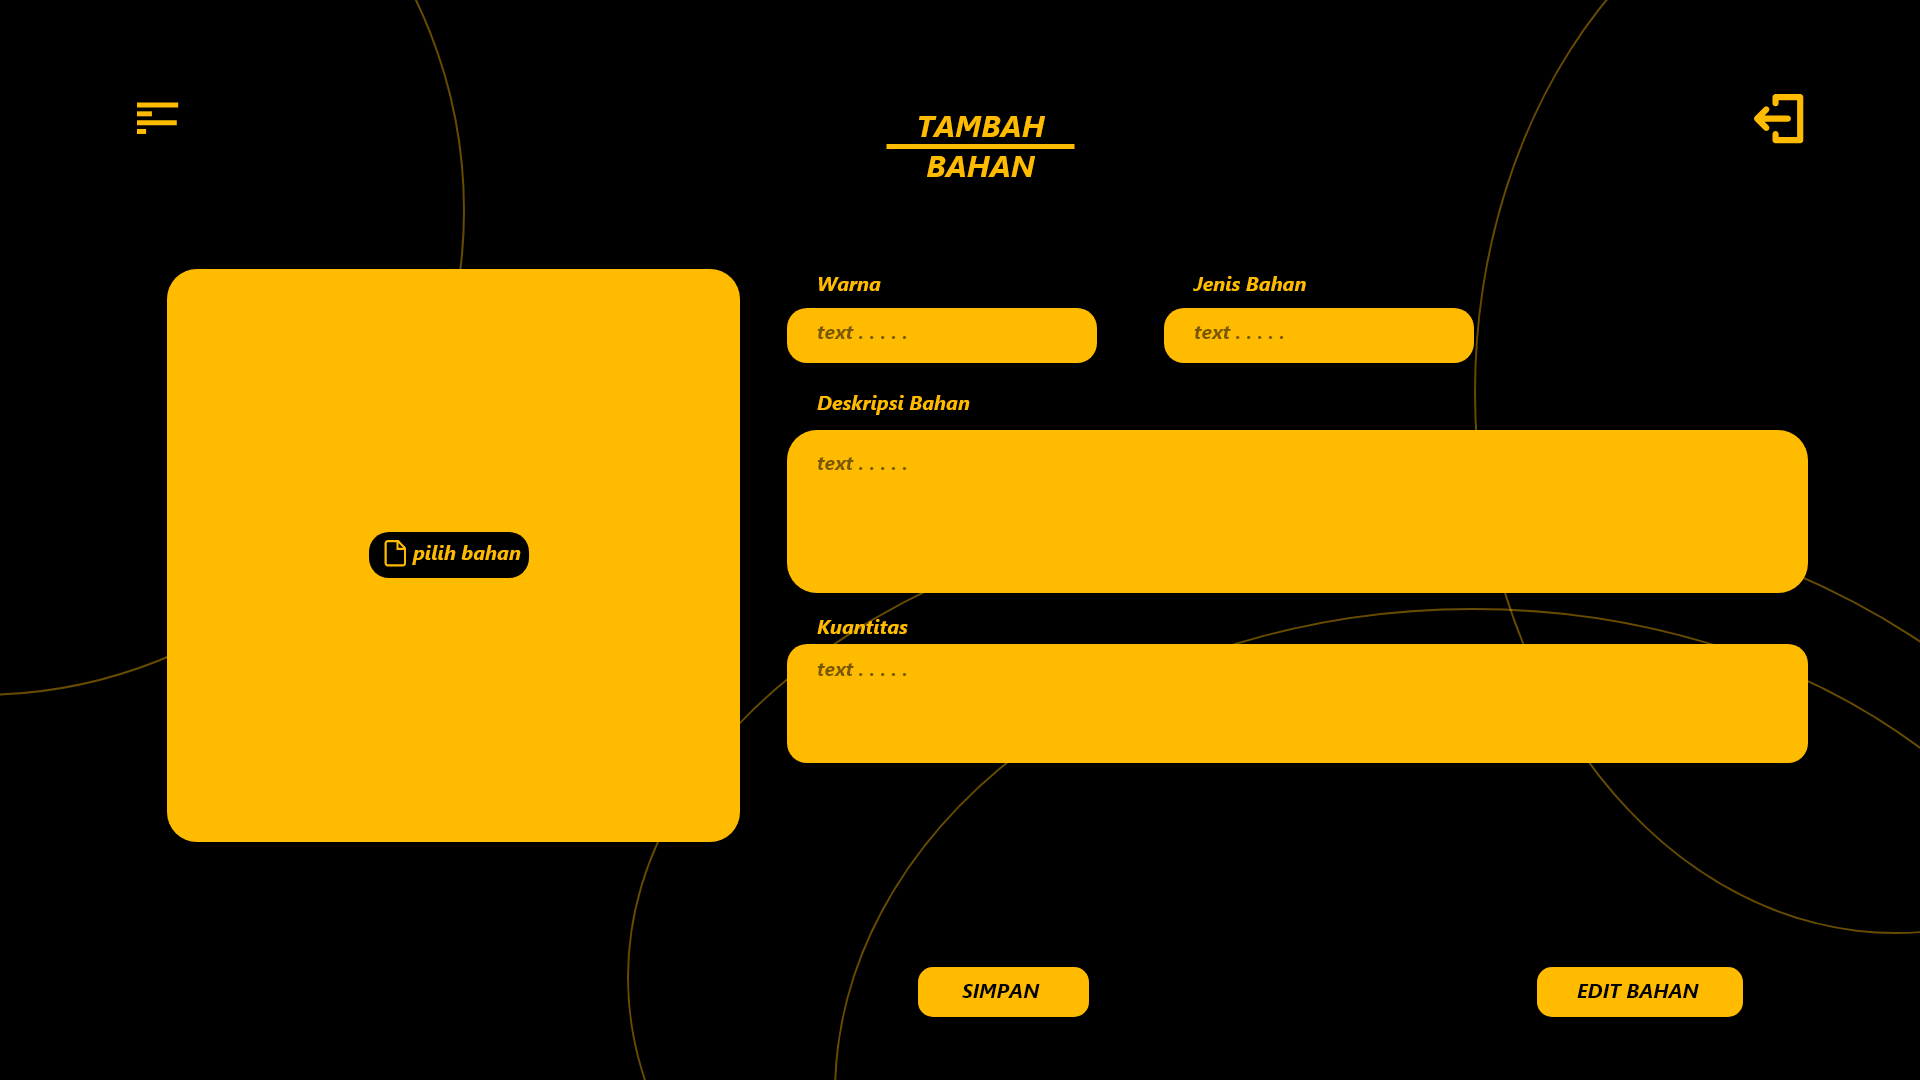 TAMBAH
BAHAN
Warna
Jenis Bahan
text . . . . .
text . . . . .
Deskripsi Bahan
text . . . . .
pilih bahan
Kuantitas
text . . . . .
SIMPAN
EDIT BAHAN